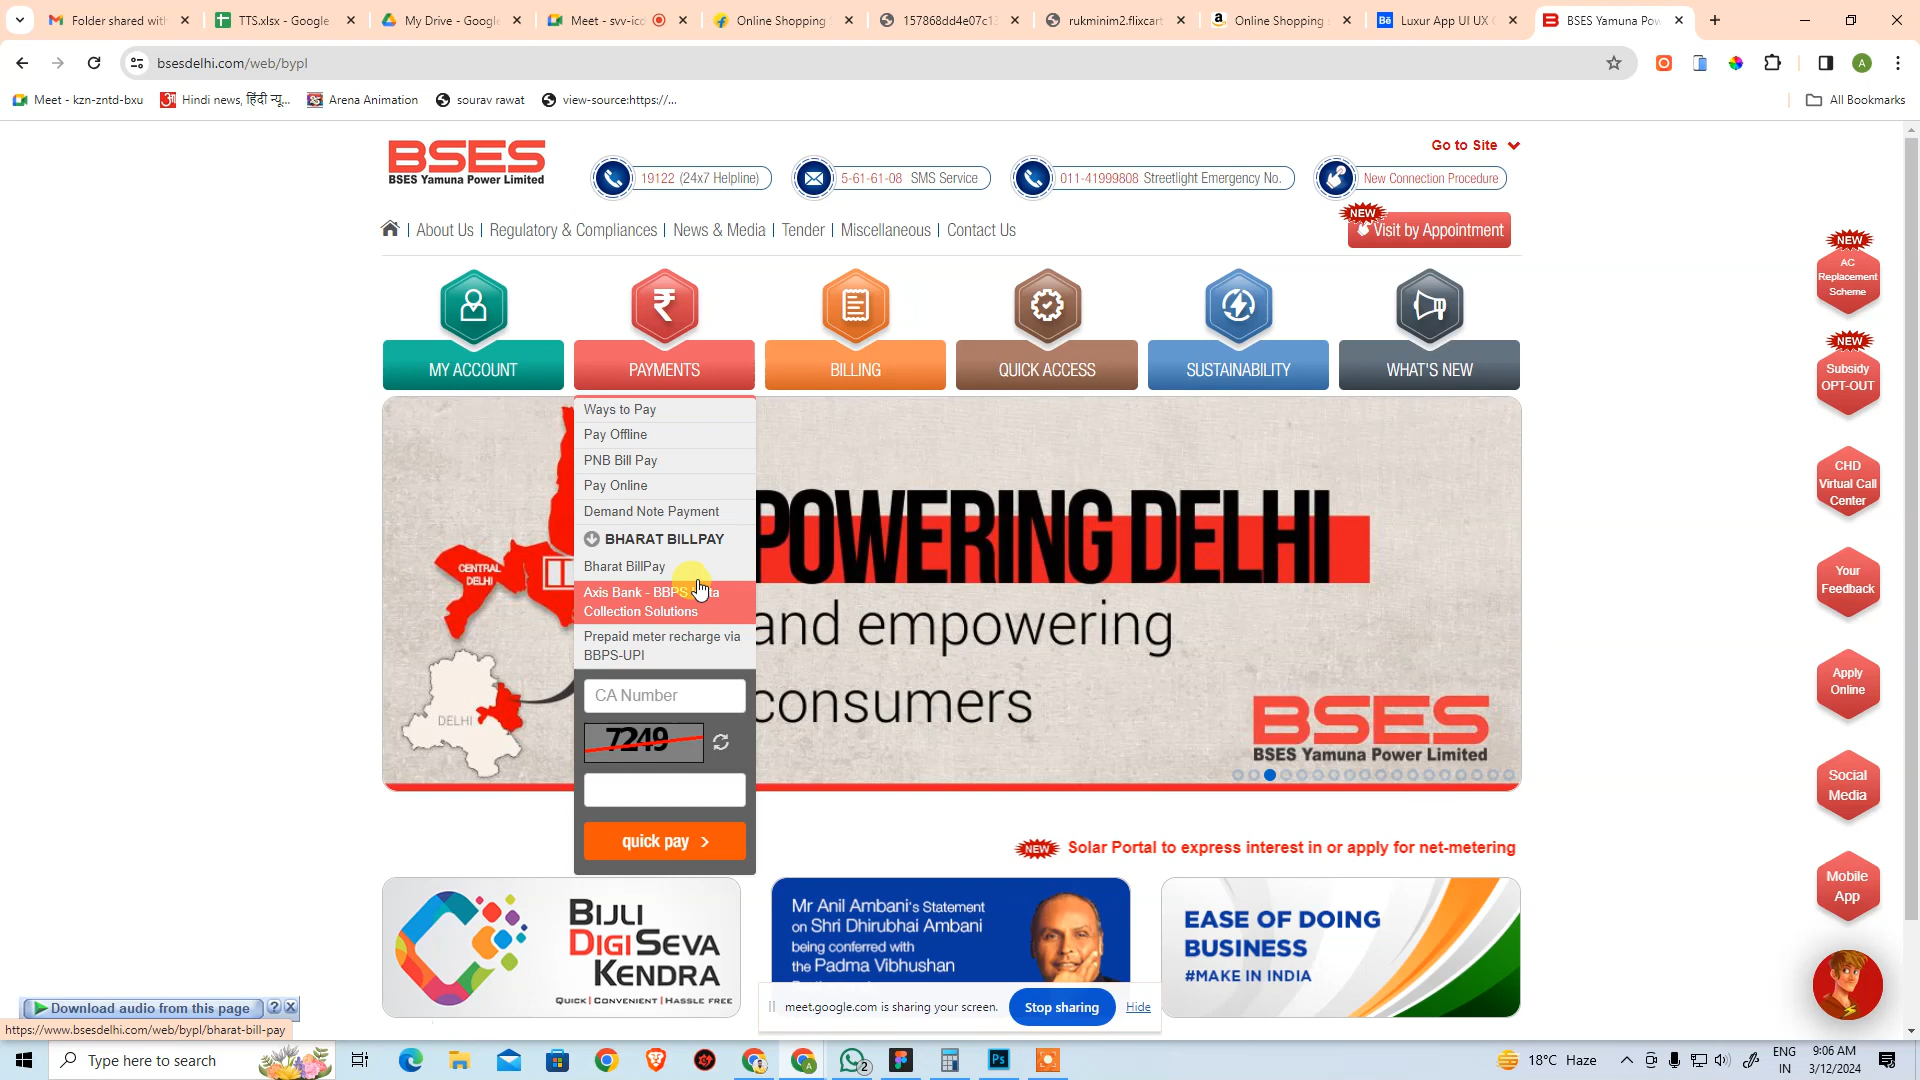 Folder shared with
TTS.xlsx - Google
My Drive - Google
Meet - svv-icc
Online Shopping
157868dd4e07c13
rukminim2.flixcart
Online Shopping
Luxur App UI UX
BSES Yamuna Pow
bsesdelhi.com/web/bypl
Meet - kzn-zntd-bxu
Hindi news, हिंदी न्यू...
Arena Animation
sourav rawat
view-source:https://...
All Bookmarks
BSES
BSES Yamuna Power Limited
19122 (24x7 Helpline)
5-61-61-08 SMS Service
011-41999808 Streetlight Emergency No.
Go to Site
New Connection Procedure
About Us | Regulatory & Compliances | News & Media | Tender | Miscellaneous | Contact Us
NEW
Visit by Appointment
MY ACCOUNT
PAYMENTS
BILLING
QUICK ACCESS
SUSTAINABILITY
WHAT'S NEW
Ways to Pay
Pay Offline
PNB Bill Pay
Pay Online
Demand Note Payment
BHARAT BILLPAY
Bharat BillPay
Axis Bank - BBPS
Collection Solutions
Prepaid meter recharge via
BBPS-UPI
CA Number
7249
quick pay >
CENTRAL
DELHI
DELHI
POWERING DELHI
and empowering
consumers
BSES
BSES Yamuna Power Limited
NEW
AC
Replacement
Scheme
NEW
Subsidy
OPT-OUT
CHD
Virtual Call
Center
Your
Feedback
Apply
Online
Social
Media
Mobile
App
NEW
Solar Portal to express interest in or apply for net-metering
BIJLI
DIGISEVA
KENDRA
QUICK | CONVENIENT | HASSLE FREE
Mr Anil Ambani's Statement
on Shri Dhirubhai Ambani
being conferred with
the Padma Vibhushan
EASE OF DOING
BUSINESS
#MAKE IN INDIA
meet.google.com is sharing your screen.
Stop sharing
Hide
Download audio from this page
https://www.bsesdelhi.com/web/bypl/bharat-bill-pay
Type here to search
2
18°C Haze
ENG
IN
9:06 AM
3/12/2024